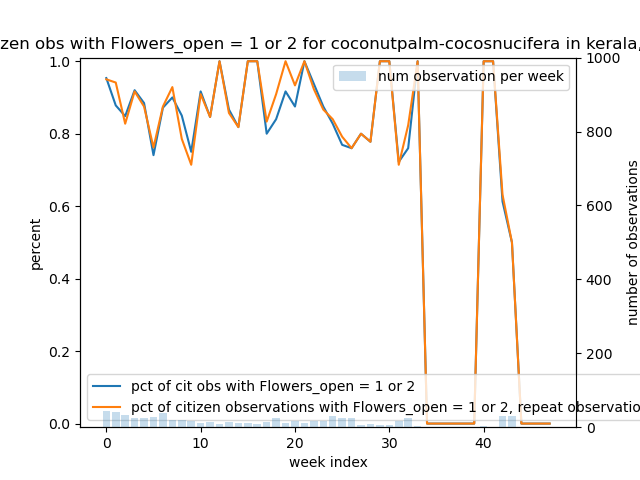 zen obs with Flowers_open = 1 or 2 for coconutpalm-cocosnucifera in kerala,
num observation per week
1.0
0.8
0.6
0.4
0.2
0.0
percent
1000
800
600
400
200
0
number of observations
pct of cit obs with Flowers_open = 1 or 2
pct of citizen observations with Flowers_open = 1 or 2, repeat observatio
0 10 20 30 40
week index